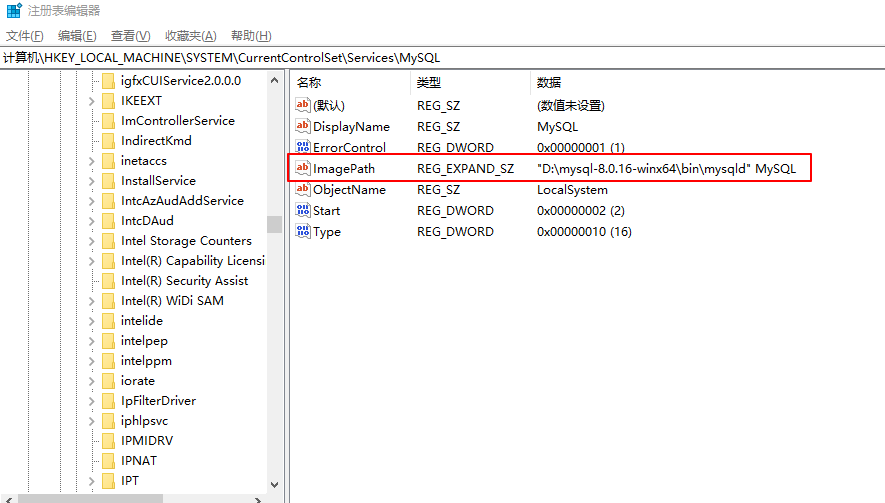 注册表编辑器
文件(F) 编辑(E) 查看(V) 收藏夹(A) 帮助(H)
计算机\HKEY_LOCAL_MACHINE\SYSTEM\CurrentControlSet\Services\MySQL
igfxCUIService2.0.0.0
IKEEXT
ImControllerService
IndirectKmd
inetaccs
InstallService
IntcAzAudAddService
IntcDAud
Intel Storage Counters
Intel(R) Capability Licensi
Intel(R) Security Assist
Intel(R) WiDi SAM
intelide
intelpep
intelppm
iorate
IpFilterDriver
iphlpsvc
IPMIDRV
IPNAT
IPT
名称 类型 数据
(默认) REG_SZ (数值未设置)
DisplayName REG_SZ MySQL
ErrorControl REG_DWORD 0x00000001 (1)
ImagePath REG_EXPAND_SZ "D:\mysql-8.0.16-winx64\bin\mysqld" MySQL
ObjectName REG_SZ LocalSystem
Start REG_DWORD 0x00000002 (2)
Type REG_DWORD 0x00000010 (16)